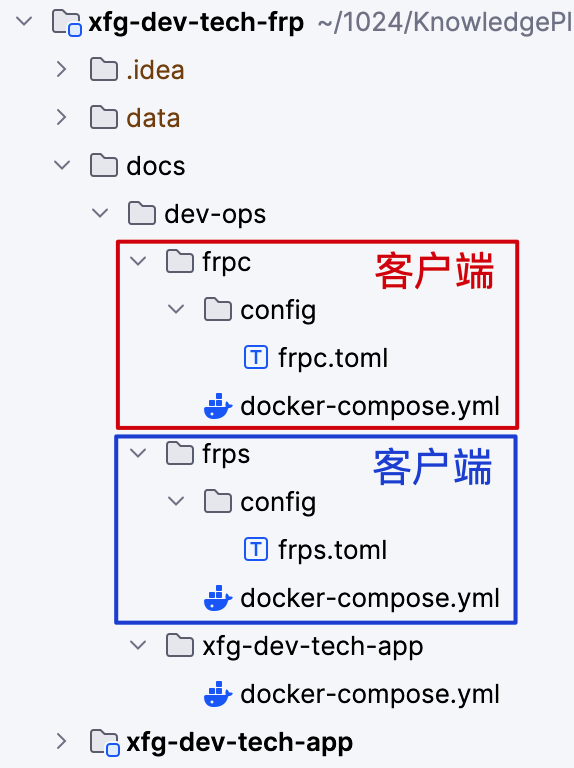 xfg-dev-tech-frp ~/1024/KnowledgePl
.idea
data
docs
dev-ops
frpc 客户端
config
T frpc.toml
docker-compose.yml
frps 客户端
config
T frps.toml
docker-compose.yml
xfg-dev-tech-app
docker-compose.yml
xfg-dev-tech-app